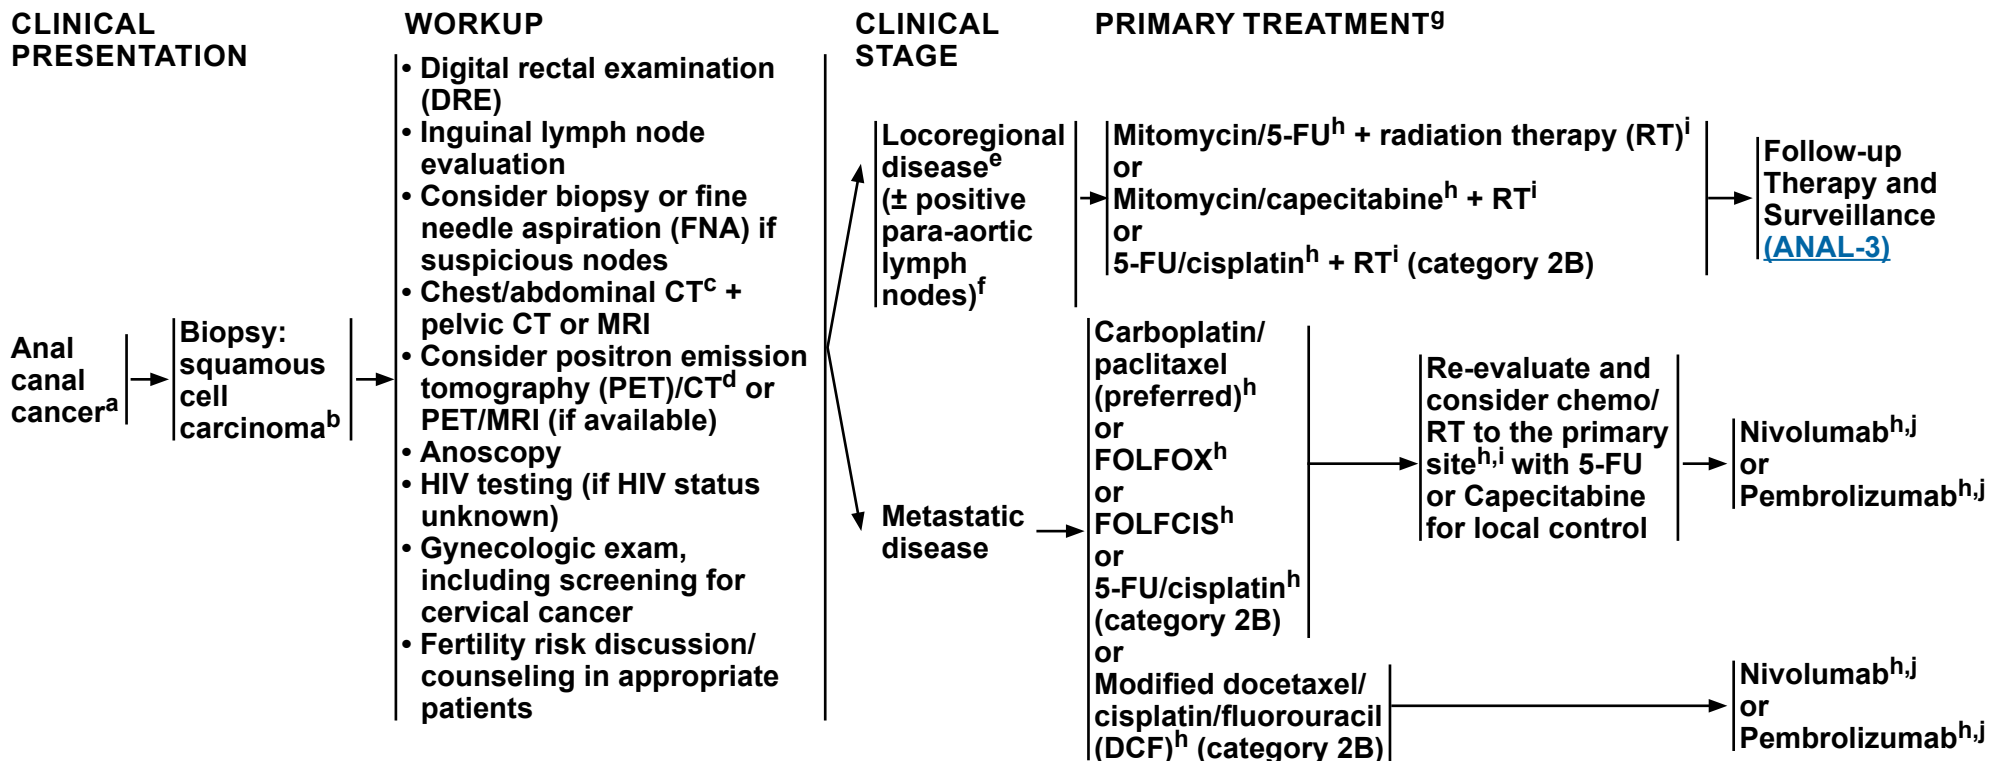 CLINICAL
PRESENTATION
WORKUP
CLINICAL
STAGE
PRIMARY TREATMENTg
Anal
canal
cancera
Biopsy:
squamous
cell
carcinomab
• Digital rectal examination
(DRE)
• Inguinal lymph node
evaluation
• Consider biopsy or fine
needle aspiration (FNA) if
suspicious nodes
• Chest/abdominal CTc +
pelvic CT or MRI
• Consider positron emission
tomography (PET)/CTd or
PET/MRI (if available)
• Anoscopy
• HIV testing (if HIV status
unknown)
• Gynecologic exam,
including screening for
cervical cancer
• Fertility risk discussion/
counseling in appropriate
patients
Locoregional
diseasee
(± positive
para-aortic
lymph
nodes)f
Mitomycin/5-FUh + radiation therapy (RT)i
or
Mitomycin/capecitabineh + RTi
or
5-FU/cisplatinh + RTi (category 2B)
Follow-up
Therapy and
Surveillance
(ANAL-3)
Metastatic
disease
Carboplatin/
paclitaxel
(preferred)h
or
FOLFOXh
or
FOLFCISh
or
5-FU/cisplatinh
(category 2B)
or
Modified docetaxel/
cisplatin/fluorouracil
(DCF)h (category 2B)
Re-evaluate and
consider chemo/
RT to the primary
siteh,i with 5-FU
or Capecitabine
for local control
Nivolumabh,j
or
Pembrolizumabh,j
Nivolumabh,j
or
Pembrolizumabh,j